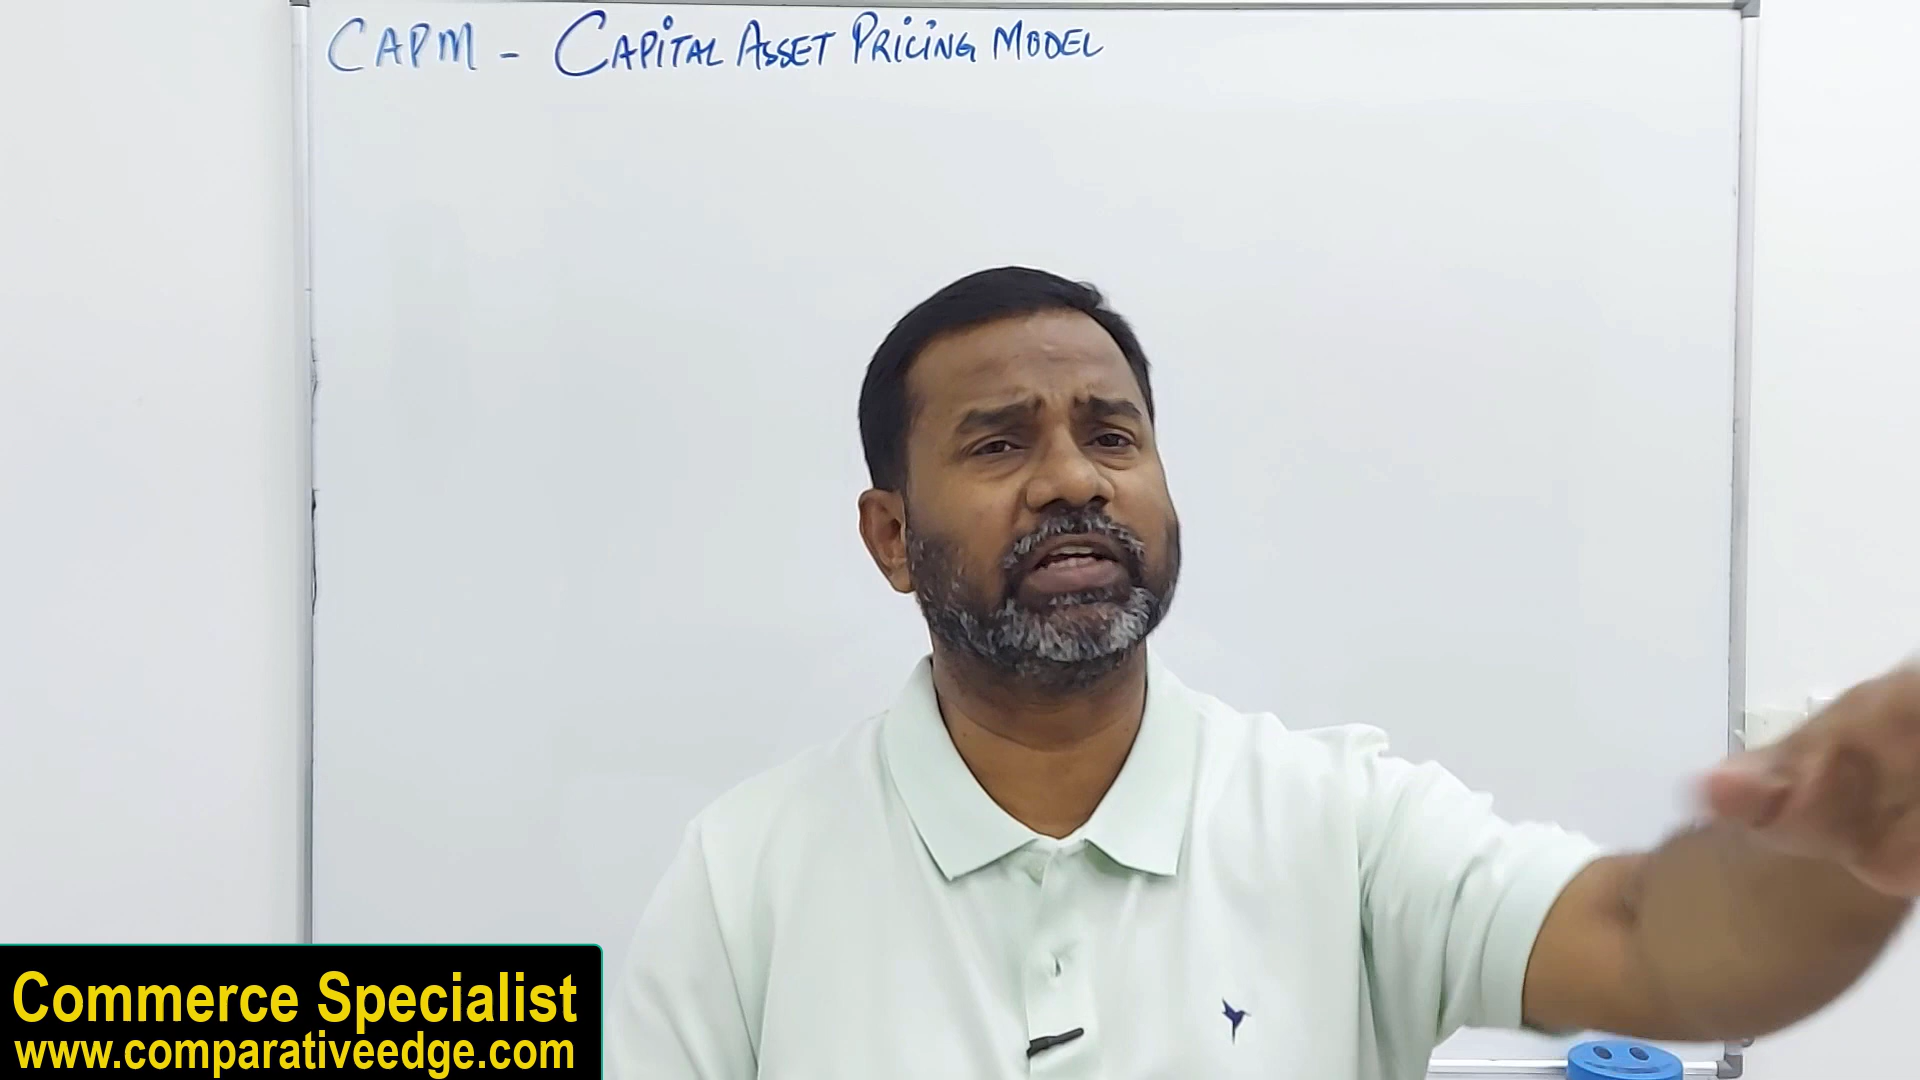 CAPM - CAPITAL ASSET PRICING MODEL
Commerce Specialist
www.comparativeedge.com